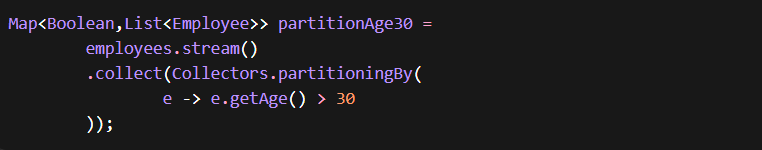 Map<Boolean,List<Employee>> partitionAge30 =
        employees.stream()
        .collect(Collectors.partitioningBy(
                e -> e.getAge() > 30
        ));